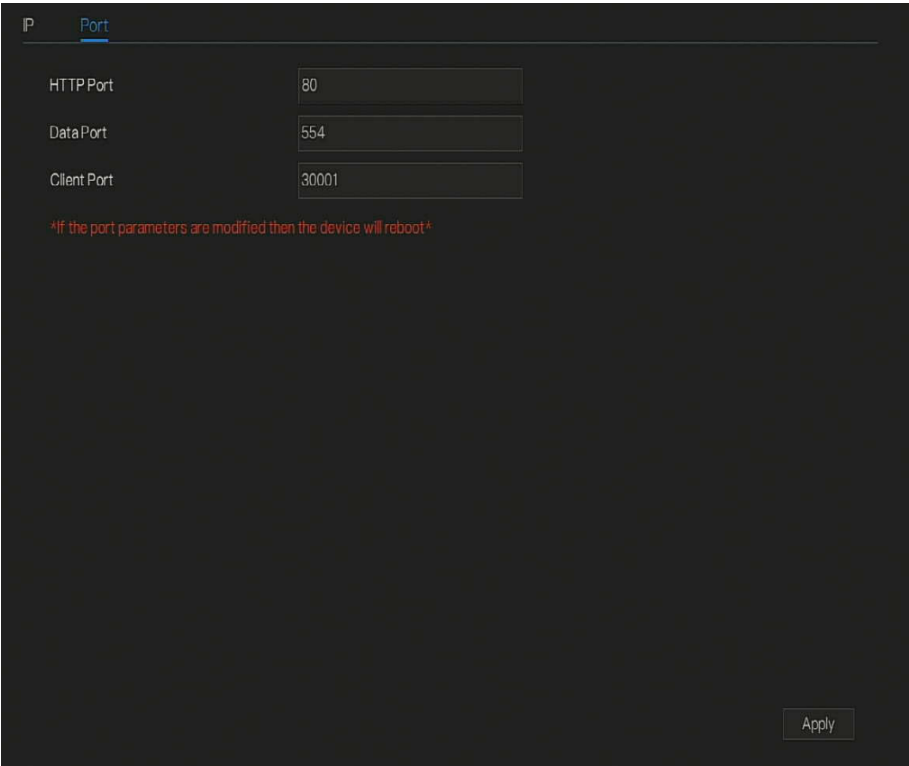 IP Port
HTTP Port 80
Data Port 554
Client Port 30001
*If the port parameters are modified then the device will reboot*
Apply